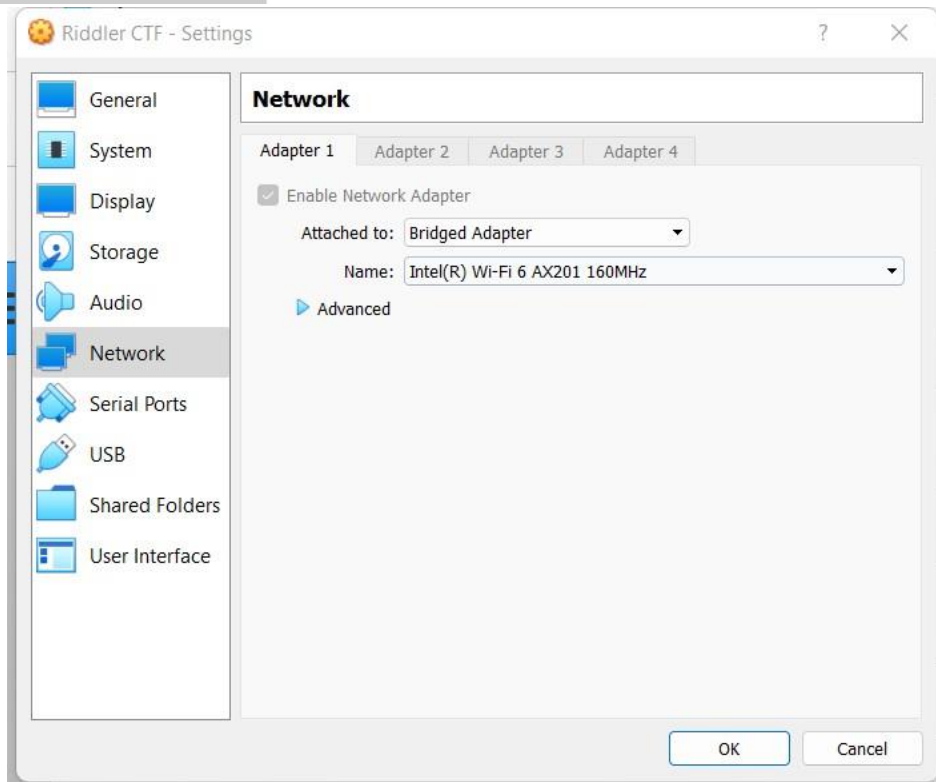 Riddler CTF - Settings ?
General
System
Display
Storage
Audio
Network
Serial Ports
USB
Shared Folders
User Interface
Network
Adapter 1 Adapter 2 Adapter 3 Adapter 4
Enable Network Adapter
Attached to: Bridged Adapter
Name: Intel(R) Wi-Fi 6 AX201 160MHz
Advanced
OK Cancel